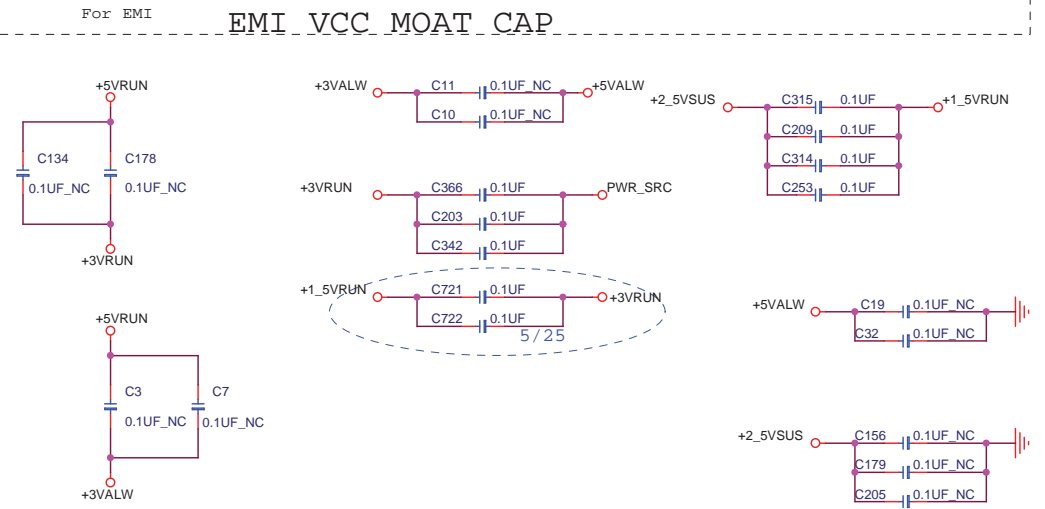 For EMI
EMI VCC MOAT CAP
+5VRUN
C134
C178
0.1UF_NC
0.1UF_NC
+3VRUN
+5VRUN
C3
C7
0.1UF_NC
0.1UF_NC
+3VALW
+3VALW
C11
0.1UF_NC
+5VALW
C10
0.1UF_NC
+3VRUN
C366
0.1UF
PWR_SRC
C203
0.1UF
C342
0.1UF
+1_5VRUN
C721
0.1UF
+3VRUN
C722
0.1UF
5/25
+2_5VSUS
C315
0.1UF
+1_5VRUN
C209
0.1UF
C314
0.1UF
C253
0.1UF
+5VALW
C19
0.1UF_NC
C32
0.1UF_NC
+2_5VSUS
C156
0.1UF_NC
C179
0.1UF_NC
C205
0.1UF_NC